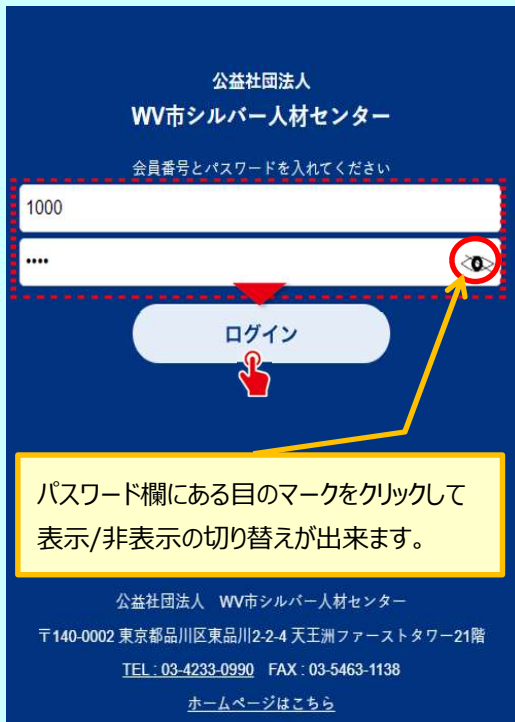 公益社団法人
WV市シルバー人材センター
会員番号とパスワードを入れてください
1000
••••
ログイン
パスワード欄にある目のマークをクリックして
表示/非表示の切り替えが出来ます。
公益社団法人　WV市シルバー人材センター
〒140-0002 東京都品川区東品川2-2-4 天王洲ファーストタワー21階
TEL : 03-4233-0990　FAX : 03-5463-1138
ホームページはこちら